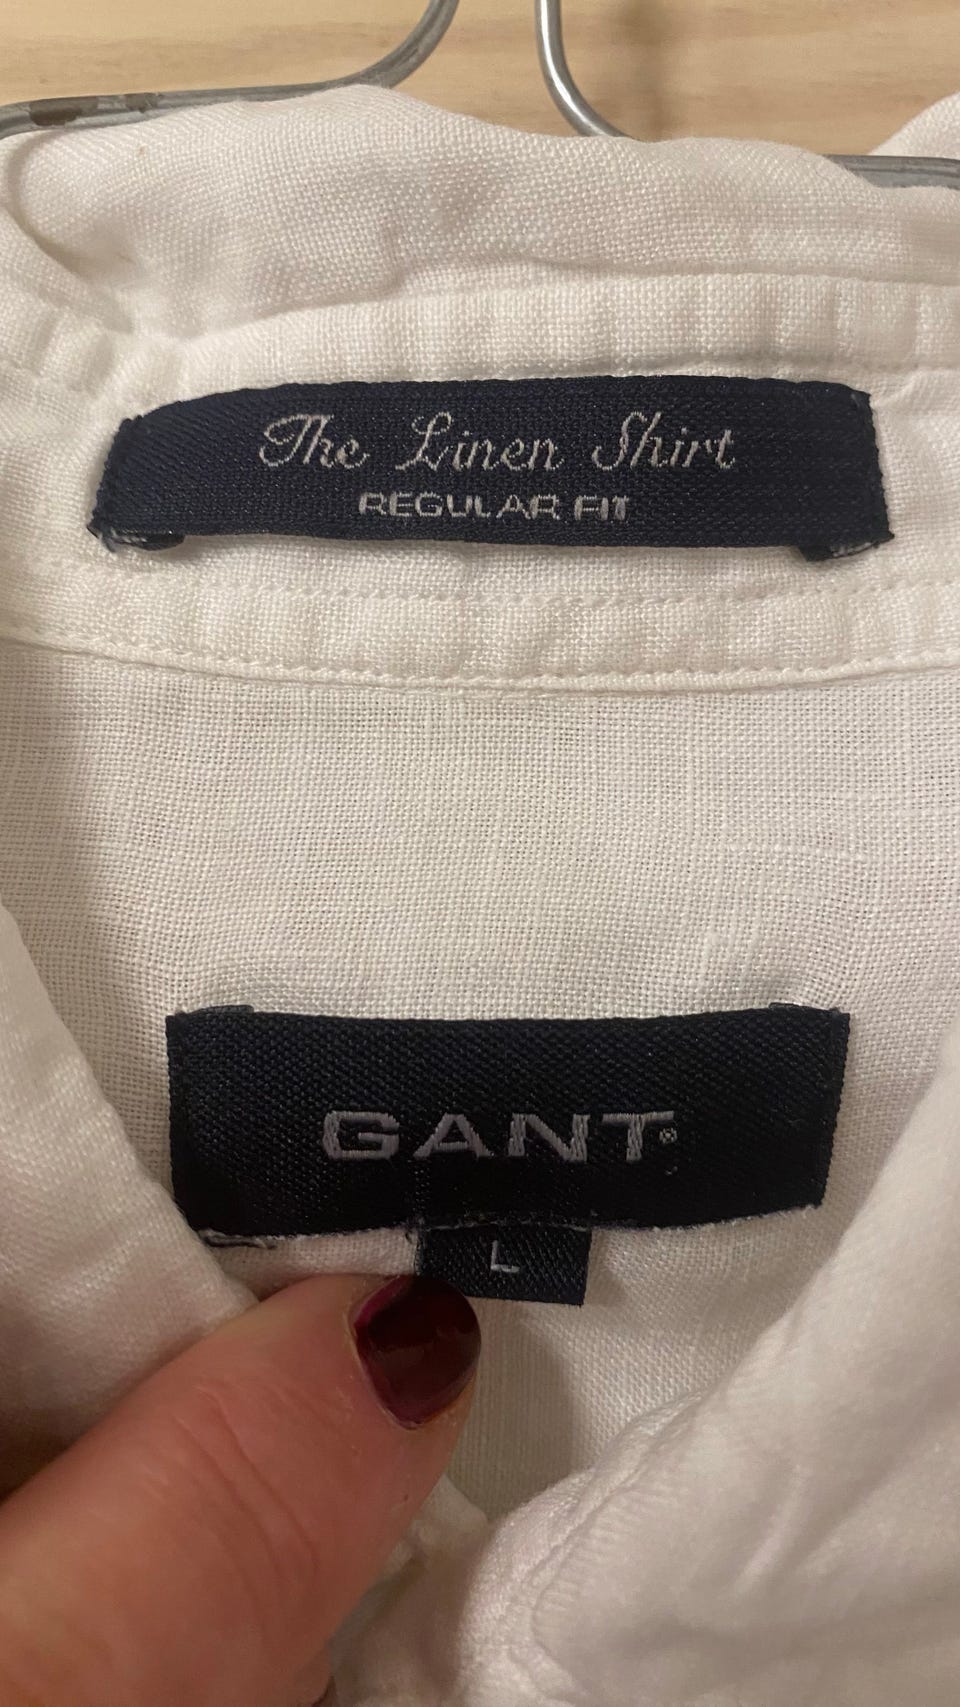 The Linen Shirt
REGULAR FIT
GANT®
L